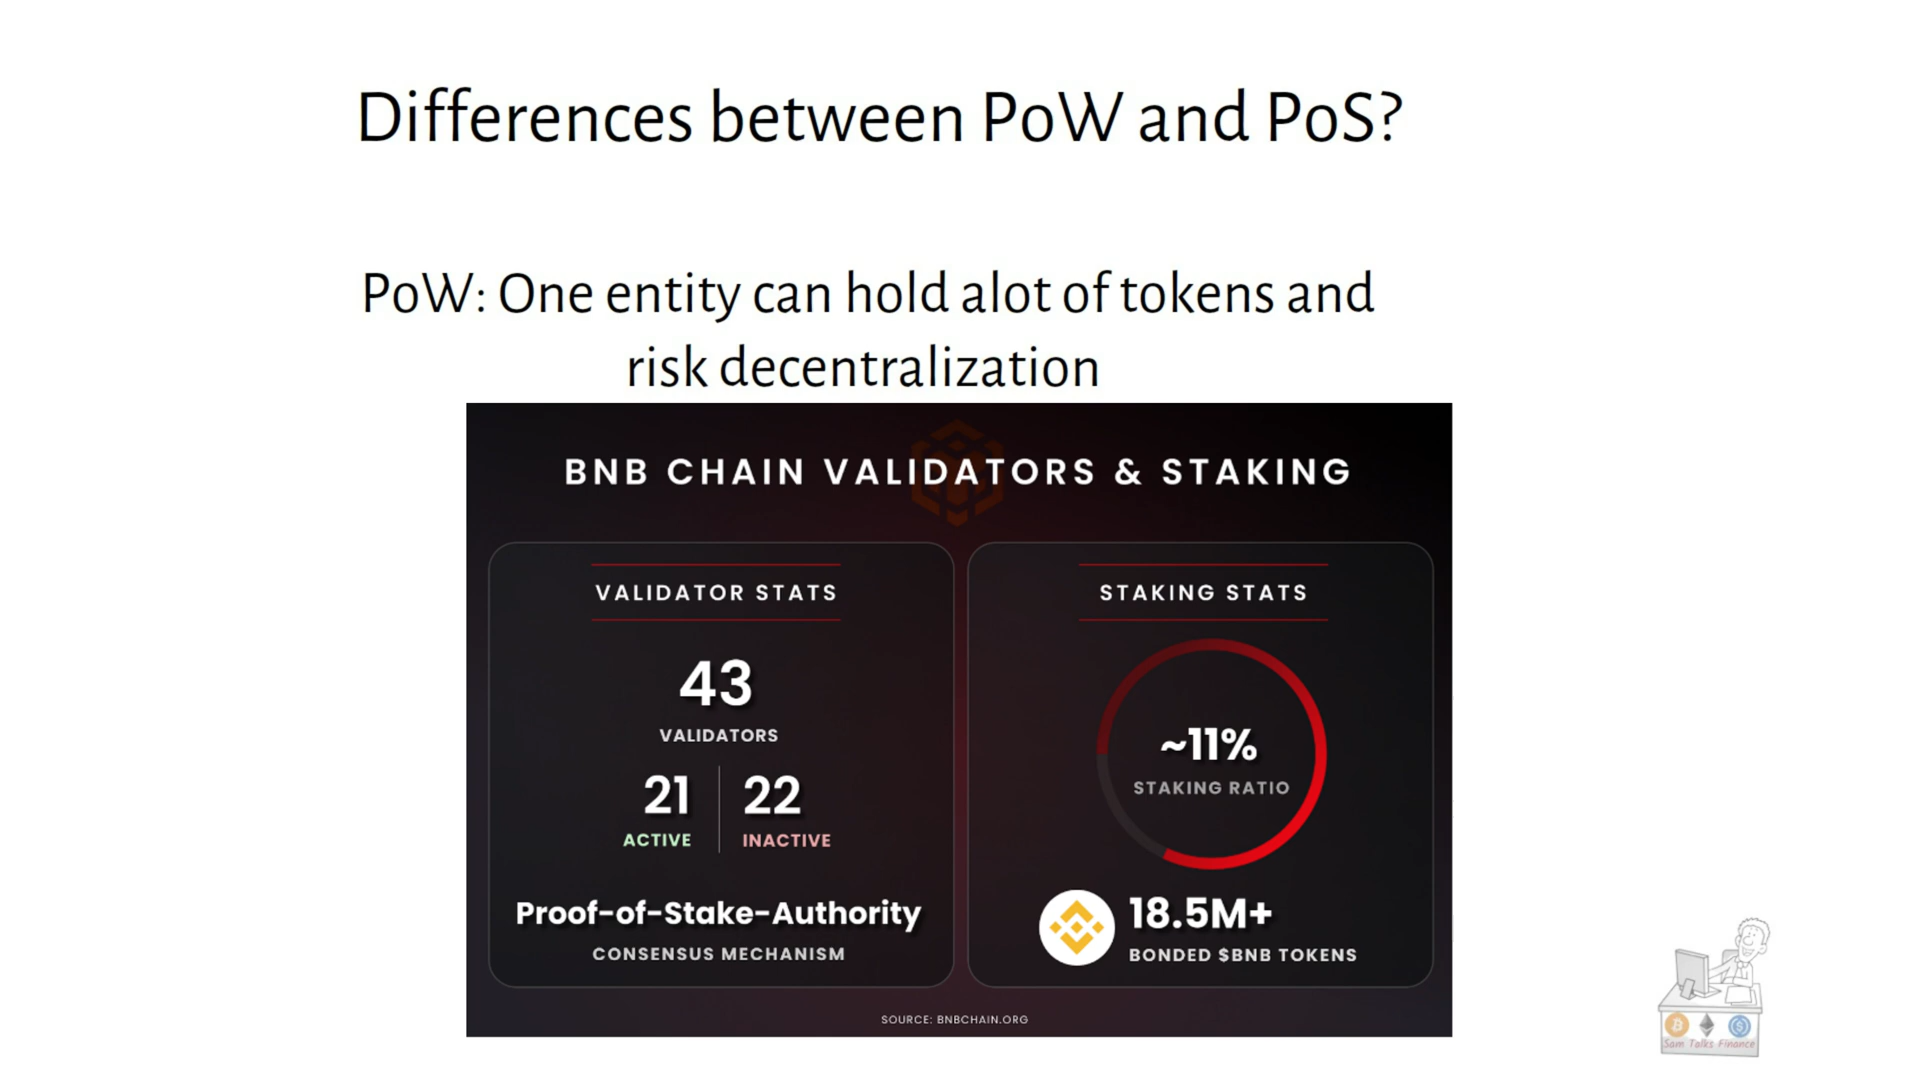 Differences between PoW and PoS?
PoW: One entity can hold alot of tokens and
risk decentralization
BNB CHAIN VALIDATORS & STAKING
VALIDATOR STATS
43
VALIDATORS
21
ACTIVE
22
INACTIVE
Proof-of-Stake-Authority
CONSENSUS MECHANISM
STAKING STATS
~11%
STAKING RATIO
18.5M+
BONDED $BNB TOKENS
SOURCE: BNBCHAIN.ORG
Sam Talks Finance